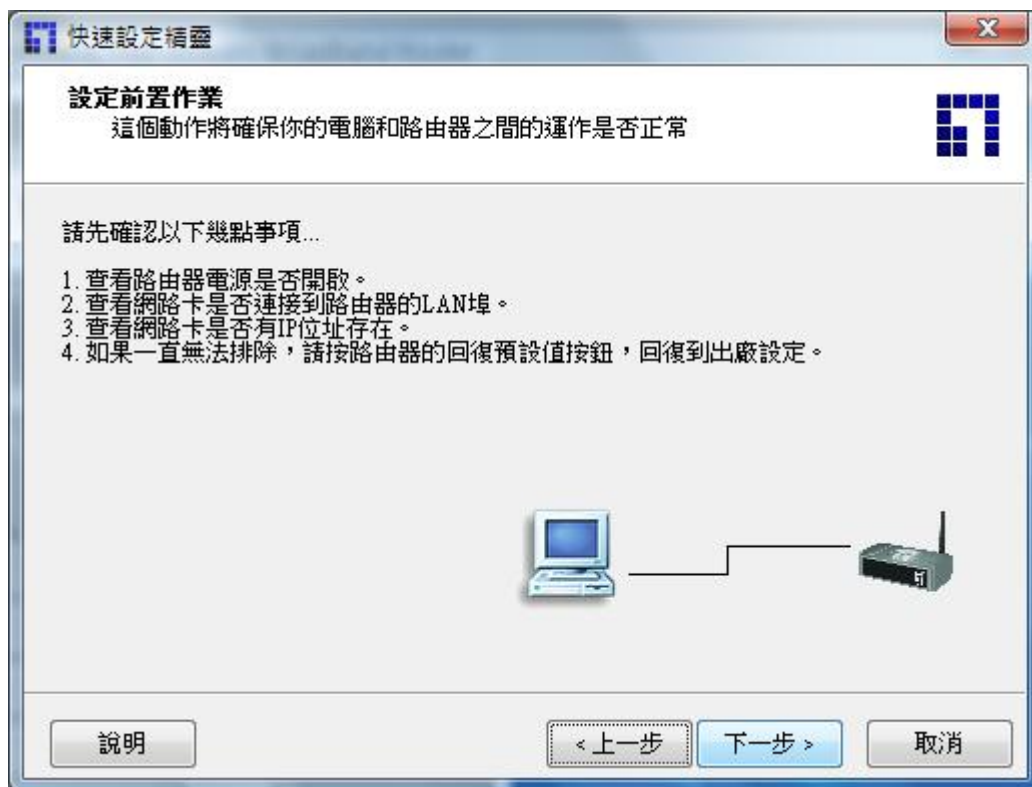 快速設定精靈
設定前置作業
這個動作將確保你的電腦和路由器之間的運作是否正常
請先確認以下幾點事項...
1. 查看路由器電源是否開啟。
2. 查看網路卡是否連接到路由器的LAN埠。
3. 查看網路卡是否有IP位址存在。
4. 如果一直無法排除，請按路由器的回復預設值按鈕，回復到出廠設定。
說明
<上一步
下一步>
取消